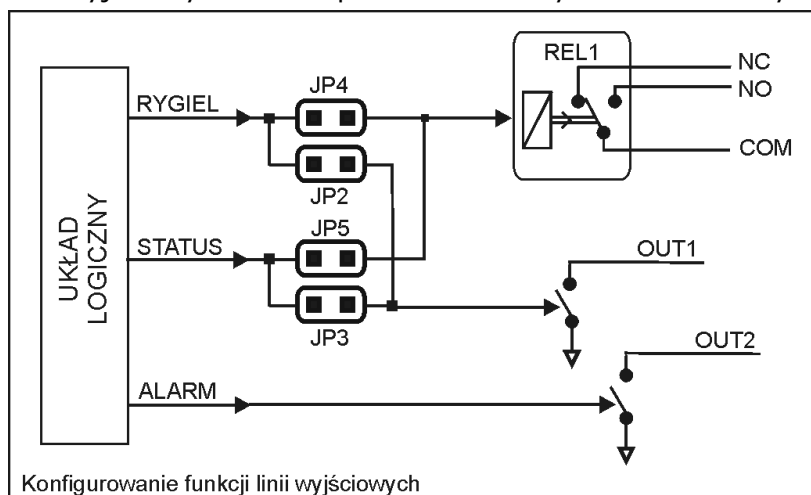 REL1
NC
NO
COM
JP4
RYGIEL
JP2
JP5
STATUS
JP3
UKŁAD
LOGICZNY
OUT1
OUT2
ALARM
Konfigurowanie funkcji linii wyjściowych